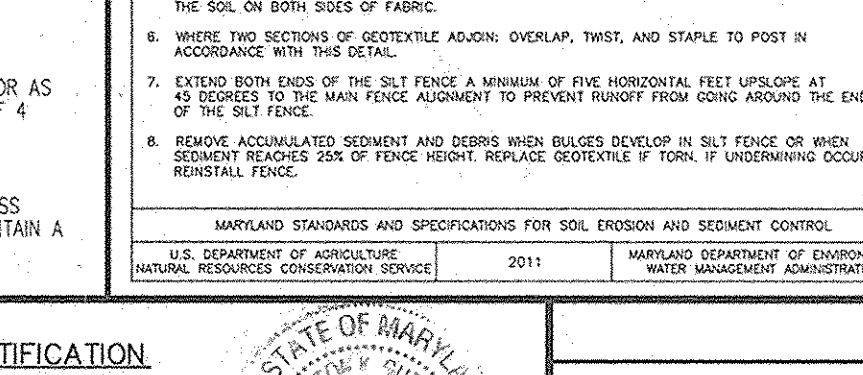 THE SOIL ON BOTH SIDES OF FABRIC.
6. WHERE TWO SECTIONS OF GEOTEXTILE ADJOIN: OVERLAP, TWIST, AND STAPLE TO POST IN
ACCORDANCE WITH THIS DETAIL.
OR AS
7. EXTEND BOTH ENDS OF THE SILT FENCE A MINIMUM OF FIVE HORIZONTAL FEET UPSLOPE AT
F 4
45 DEGREES TO THE MAIN FENCE ALIGNMENT TO PREVENT RUNOFF FROM GOING AROUND THE END
OF THE SILT FENCE.
8. REMOVE ACCUMULATED SEDIMENT AND DEBRIS WHEN BULGES DEVELOP IN SILT FENCE OR WHEN
SEDIMENT REACHES 25% OF FENCE HEIGHT. REPLACE GEOTEXTILE IF TORN. IF UNDERMINING OCCUR
REINSTALL FENCE.
SS
TAIN A
MARYLAND STANDARDS AND SPECIFICATIONS FOR SOIL EROSION AND SEDIMENT CONTROL
U.S. DEPARTMENT OF AGRICULTURE
NATURAL RESOURCES CONSERVATION SERVICE
2011
MARYLAND DEPARTMENT OF ENVIRON
WATER MANAGEMENT ADMINISTRATI
TIFICATION
STATE OF MARYLA